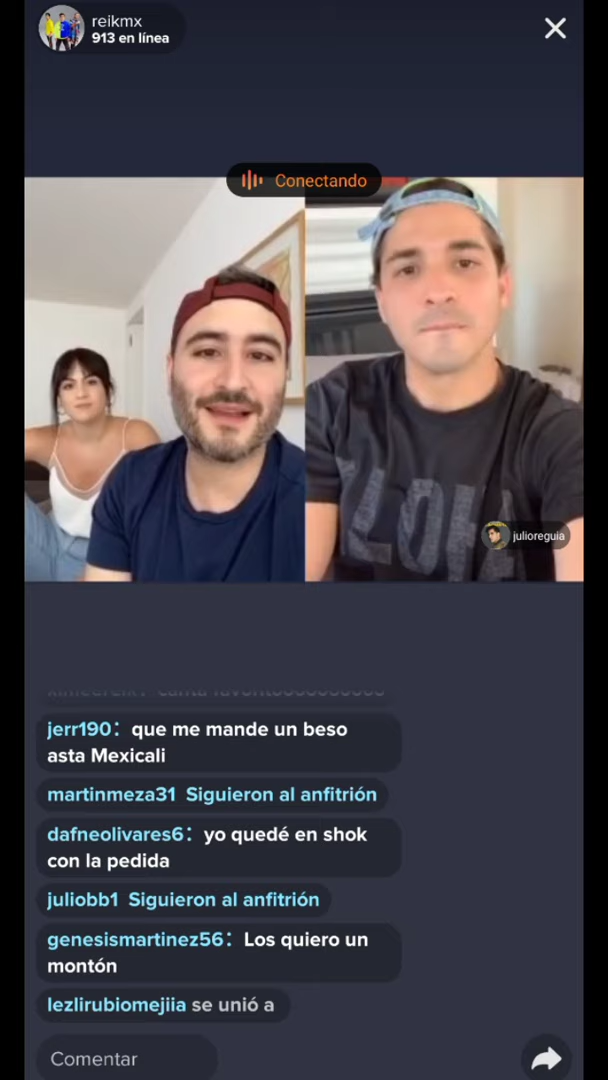 reikmx
913 en línea
Conectando
julioreguia
jerr190: que me mande un beso
asta Mexicali
martinmeza31 Siguieron al anfitrión
dafneolivares6: yo quedé en shok
con la pedida
juliobb1 Siguieron al anfitrión
genesismartinez56: Los quiero un
montón
lezlirubiomejiia se unió a
Comentar